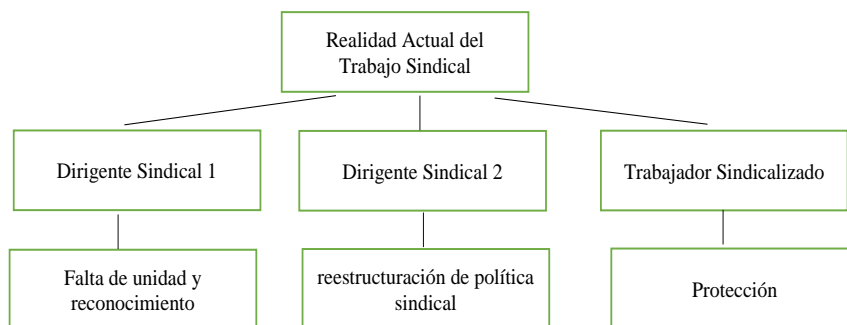 Realidad Actual del
Trabajo Sindical
Dirigente Sindical 1
Dirigente Sindical 2
Trabajador Sindicalizado
Falta de unidad y
reconocimiento
reestructuración de política
sindical
Protección